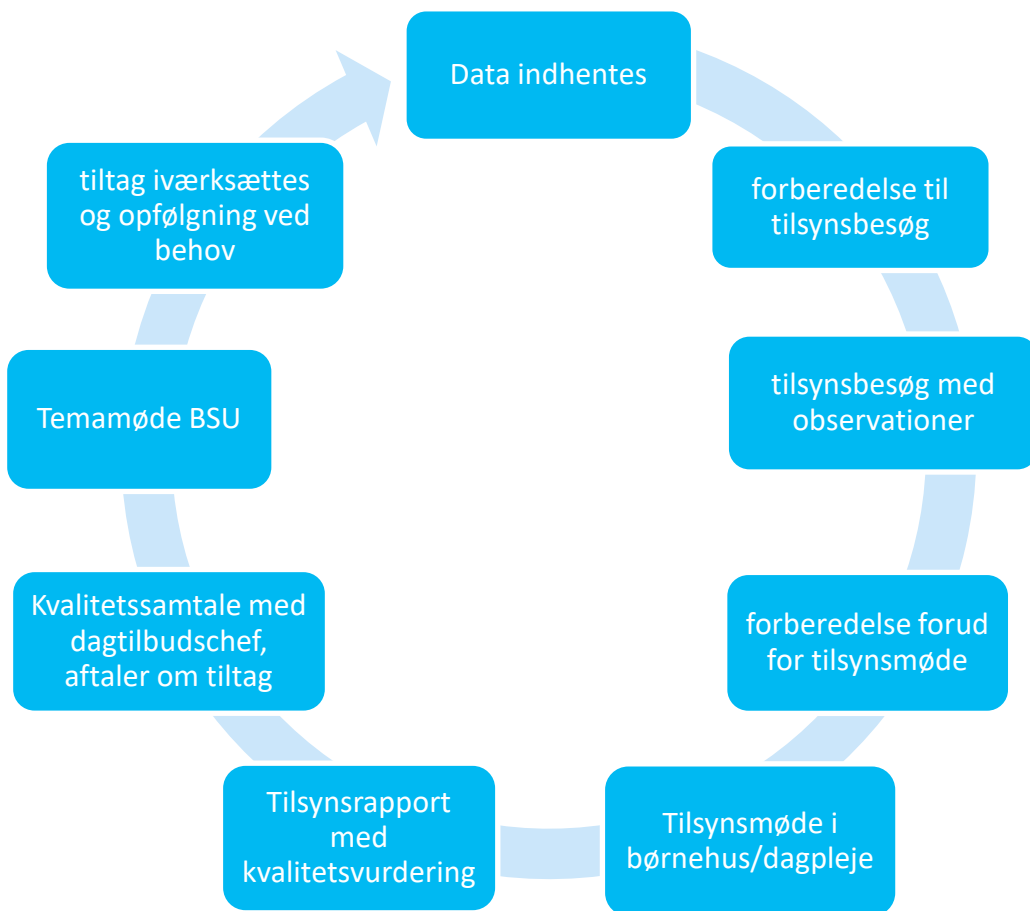 Data indhentes
forberedelse til
tilsynsbesøg
tilsynsbesøg med
observationer
forberedelse forud
for tilsynsmøde
Tilsynsmøde i
børnehus/dagpleje
Tilsynsrapport
med
kvalitetsvurdering
Kvalitetssamtale med
dagtilbudschef,
aftaler om tiltag
Temamøde BSU
tiltag iværksættes
og opfølgning ved
behov